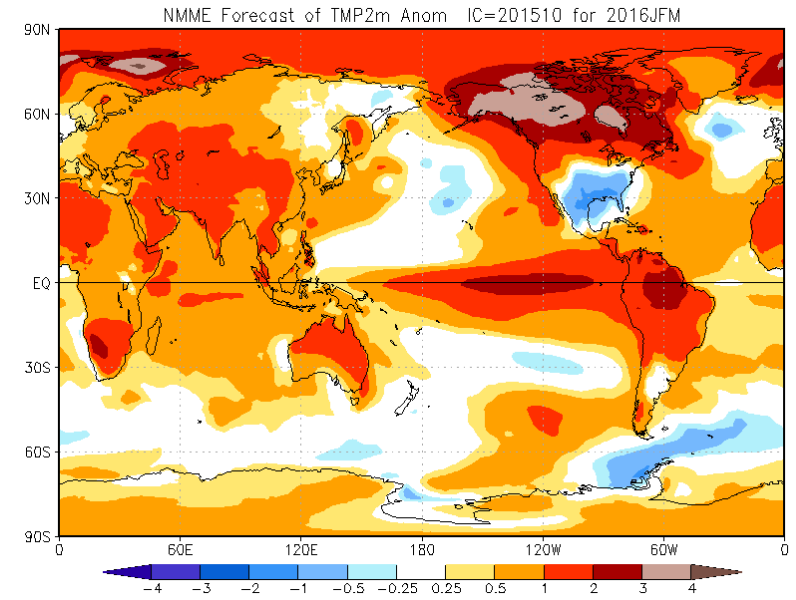 NMME Forecast of TMP2m Anom IC=201510 for 2016JFM
90N
60N
30N
EQ
30S
60S
90S
0 60E 120E 180 120W 60W 0
-4 -3 -2 -1 -0.5 -0.25 0.25 0.5 1 2 3 4